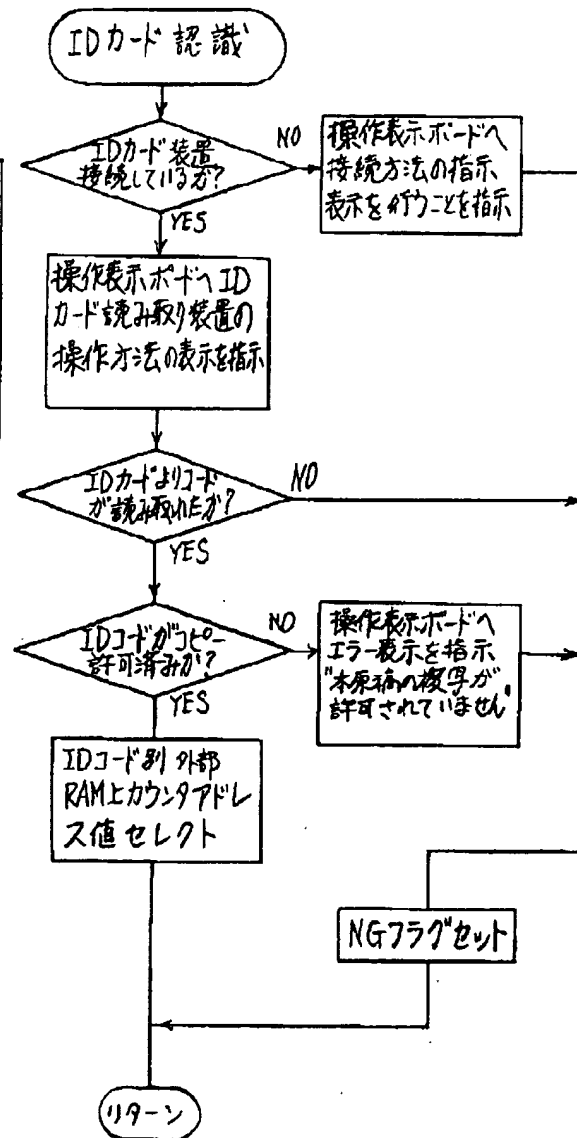 IDカード 認識
IDカード装置
接続しているか?
NO
操作表示ボードへ
接続方法の指示
表示を行うことを指示
YES
操作表示ボードへID
カード読み取り装置の
操作方法の表示を指示
IDカードよりコード
が読み取れたか?
NO
YES
IDコードがコピー
許可済みか?
NO
操作表示ボードへ
エラー表示を指示
"本原稿の複写が
許可されていません"
YES
IDコード別 外部
RAM上カウンタアドレ
ス値セレクト
NGフラグセット
リターン